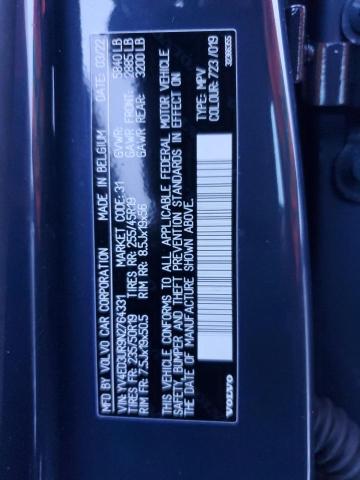 MFD BY VOLVO CAR CORPORATION MADE IN BELGIUM 03/22
VIN: YV4ED3UR9N2764331 MARKET CODE: 31 GVWR: 5840 LB
TIRES FR: 235/50R19 TIRES RR: 255/45R19 GAWR FRONT: 2885 LB
RIM FR: 7.5Jx19x50.5 RIM RR: 8.5Jx19x56 GAWR REAR: 3200 LB
THIS VEHICLE CONFORMS TO ALL APPLICABLE FEDERAL MOTOR VEHICLE
SAFETY, BUMPER AND THEFT PREVENTION STANDARDS IN EFFECT ON
THE DATE OF MANUFACTURE SHOWN ABOVE.
TYPE: MPV
COLOUR: 723/019
VOLVO